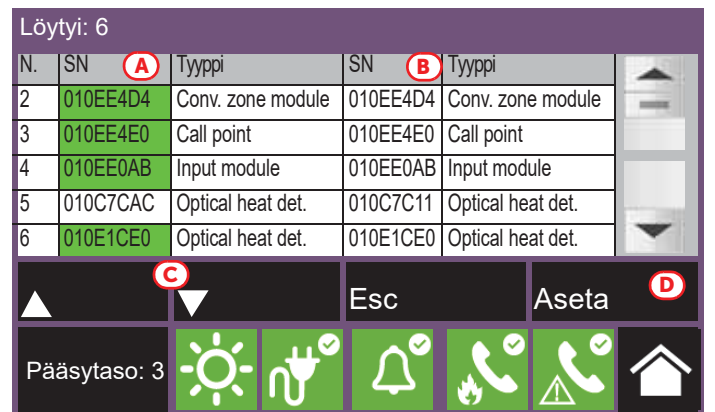 Löytyi: 6
N. SN A Tyyppi SN B Tyyppi
2 010EE4D4 Conv. zone module 010EE4D4 Conv. zone module
3 010EE4E0 Call point 010EE4E0 Call point
4 010EE0AB Input module 010EE0AB Input module
5 010C7CAC Optical heat det. 010C7C11 Optical heat det.
6 010E1CE0 Optical heat det. 010E1CE0 Optical heat det.
C Esc Aseta D
Pääsytaso: 3